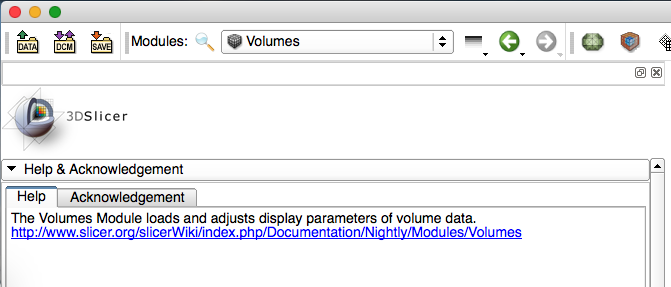 DATA DCM SAVE Modules: Volumes
3DSlicer
Help & Acknowledgement
Help Acknowledgement
The Volumes Module loads and adjusts display parameters of volume data.
http://www.slicer.org/slicerWiki/index.php/Documentation/Nightly/Modules/Volumes